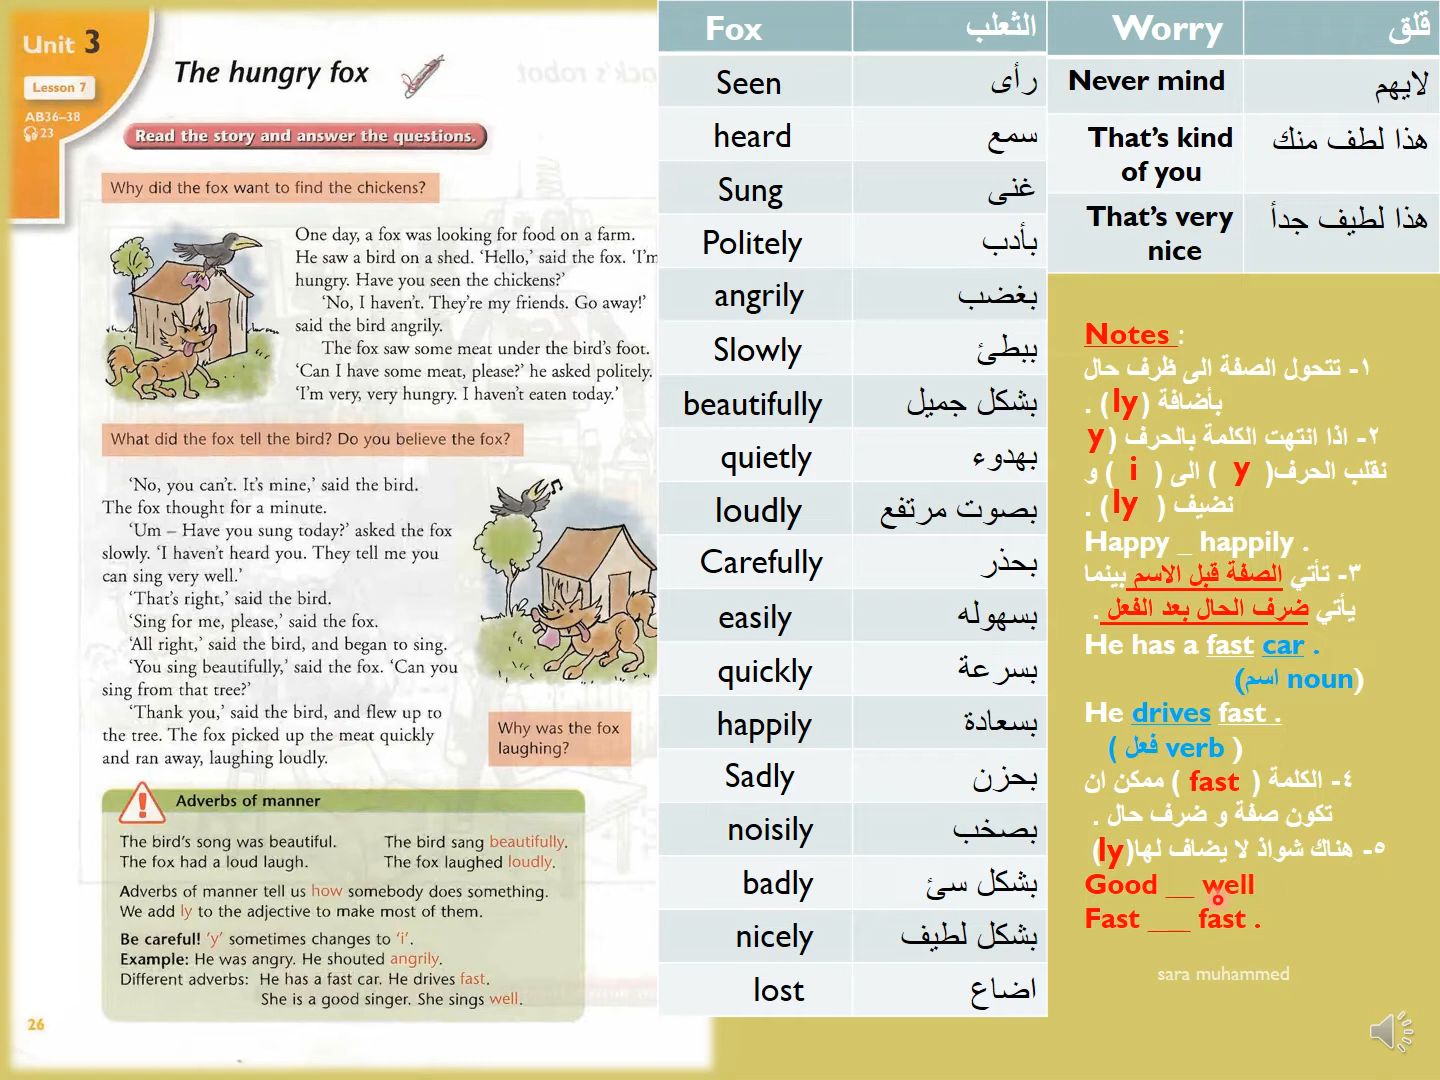 Unit 3
Lesson 7
AB36–38
23
The hungry fox
Read the story and answer the questions.
Why did the fox want to find the chickens?
One day, a fox was looking for food on a farm.
He saw a bird on a shed. ‘Hello,’ said the fox. ‘I’m
hungry. Have you seen the chickens?’
‘No, I haven’t. They’re my friends. Go away!’
said the bird angrily.
The fox saw some meat under the bird’s foot.
‘Can I have some meat, please?’ he asked politely.
‘I’m very, very hungry. I haven’t eaten today.’
What did the fox tell the bird? Do you believe the fox?
‘No, you can’t. It’s mine,’ said the bird.
The fox thought for a minute.
‘Um – Have you sung today?’ asked the fox
slowly. ‘I haven’t heard you. They tell me you
can sing very well.’
‘That’s right,’ said the bird.
‘Sing for me, please,’ said the fox.
‘All right,’ said the bird, and began to sing.
‘You sing beautifully,’ said the fox. ‘Can you
sing from that tree?’
‘Thank you,’ said the bird, and flew up to
the tree. The fox picked up the meat quickly
and ran away, laughing loudly.
Why was the fox
laughing?
Adverbs of manner
The bird’s song was beautiful. The bird sang beautifully.
The fox had a loud laugh. The fox laughed loudly.
Adverbs of manner tell us how somebody does something.
We add ly to the adjective to make most of them.
Be careful! ‘y’ sometimes changes to ‘i’.
Example: He was angry. He shouted angrily.
Different adverbs: He has a fast car. He drives fast.
She is a good singer. She sings well.
26
Fox الثعلب
Seen رأى
heard سمع
Sung غنى
Politely بأدب
angrily بغضب
Slowly ببطئ
beautifully بشكل جميل
quietly بهدوء
loudly بصوت مرتفع
Carefully بحذر
easily بسهوله
quickly بسرعة
happily بسعادة
Sadly بحزن
noisily بصخب
badly بشكل سئ
nicely بشكل لطيف
lost اضاع
Worry قلق
Never mind لايهم
That’s kind
of you هذا لطف منك
That’s very
nice هذا لطيف جدأ
Notes :
١- تتحول الصفة الى ظرف حال
بأضافة (ly) .
٢- اذا انتهت الكلمة بالحرف (y
نقلب الحرف( y ) الى ( i ) و
نضيف ( ly) .
Happy _ happily .
٣- تأتي الصفة قبل الاسم بينما
يأتي ضرف الحال بعد الفعل .
He has a fast car .
(noun اسم)
He drives fast .
( verb فعل )
٤- الكلمة ( fast ) ممكن ان
تكون صفة و ضرف حال .
٥- هناك شواذ لا يضاف لها(ly)
Good __ well
Fast ___ fast .
sara muhammed